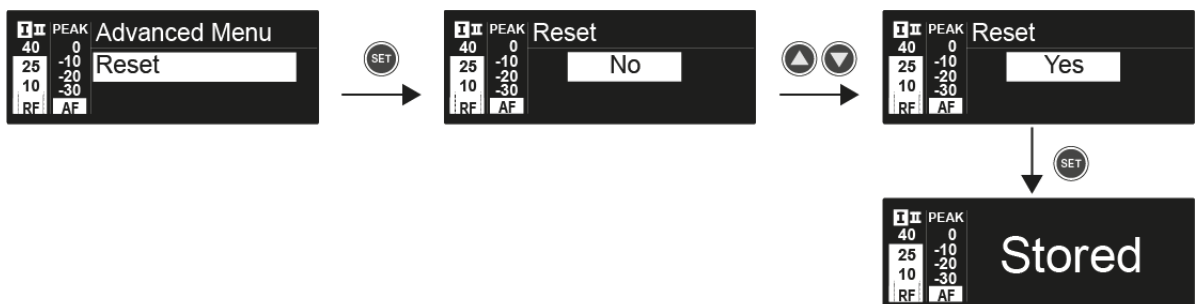 I II PEAK Advanced Menu
40 0
25 -10 Reset
-20
10 -30
RF AF
SET
I II PEAK Reset
40 0
25 -10 No
-20
10 -30
RF AF
I II PEAK Reset
40 0
25 -10 Yes
-20
10 -30
RF AF
SET
I II PEAK
40 0
25 -10 Stored
-20
10 -30
RF AF